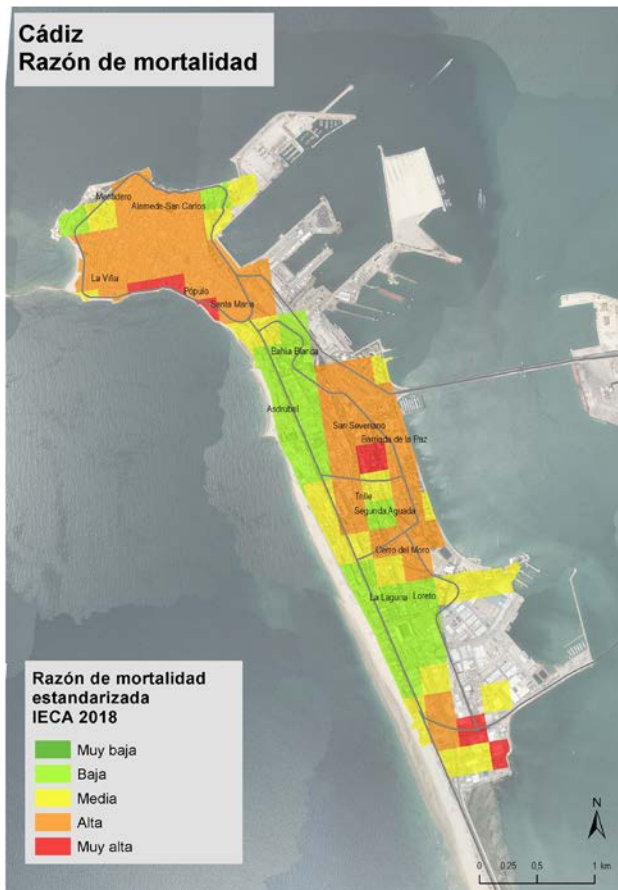 Cádiz
Razón de mortalidad
Mentidero
Alamede-San Carlos
La Viña
Pópulo
Santa María
Bahía Blanca
Asdrubal
San Severiano
Barriada de la Paz
Trille
Segunda Aguada
Cerro del Moro
La Laguna
Loreto
Razón de mortalidad
estandarizada
IECA 2018
Muy baja
Baja
Media
Alta
Muy alta
N
0 0.25 0,5 1 km